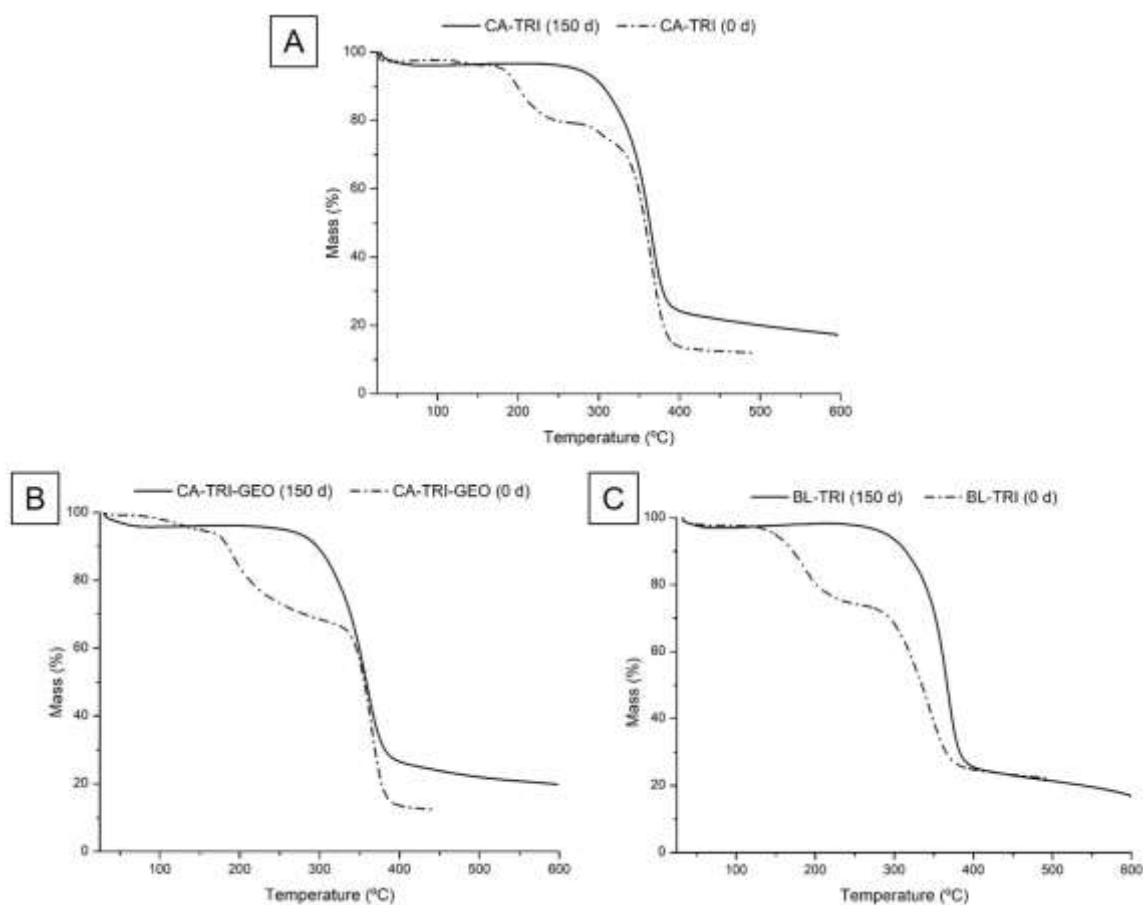 A
CA-TRI (150 d) CA-TRI (0 d)
100
80
60
40
20
0
Mass (%)
100 200 300 400 500 600
Temperature (ºC)
B
CA-TRI-GEO (150 d) CA-TRI-GEO (0 d)
100
80
60
40
20
0
Mass (%)
100 200 300 400 500 600
Temperature (ºC)
C
BL-TRI (150 d) BL-TRI (0 d)
100
80
60
40
20
0
Mass (%)
100 200 300 400 500 600
Temperature (ºC)